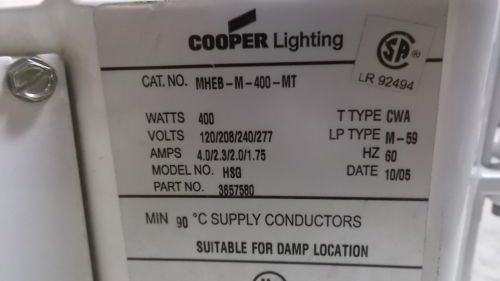 COOPER Lighting
SA ®
LR 92494
CAT. NO. MHEB-M-400-MT
WATTS 400 T TYPE CWA
VOLTS 120/208/240/277 LP TYPE M-59
AMPS 4.0/2.3/2.0/1.75 HZ 60
MODEL NO. HSG DATE 10/05
PART NO. 3657580
MIN 90 °C SUPPLY CONDUCTORS
SUITABLE FOR DAMP LOCATION